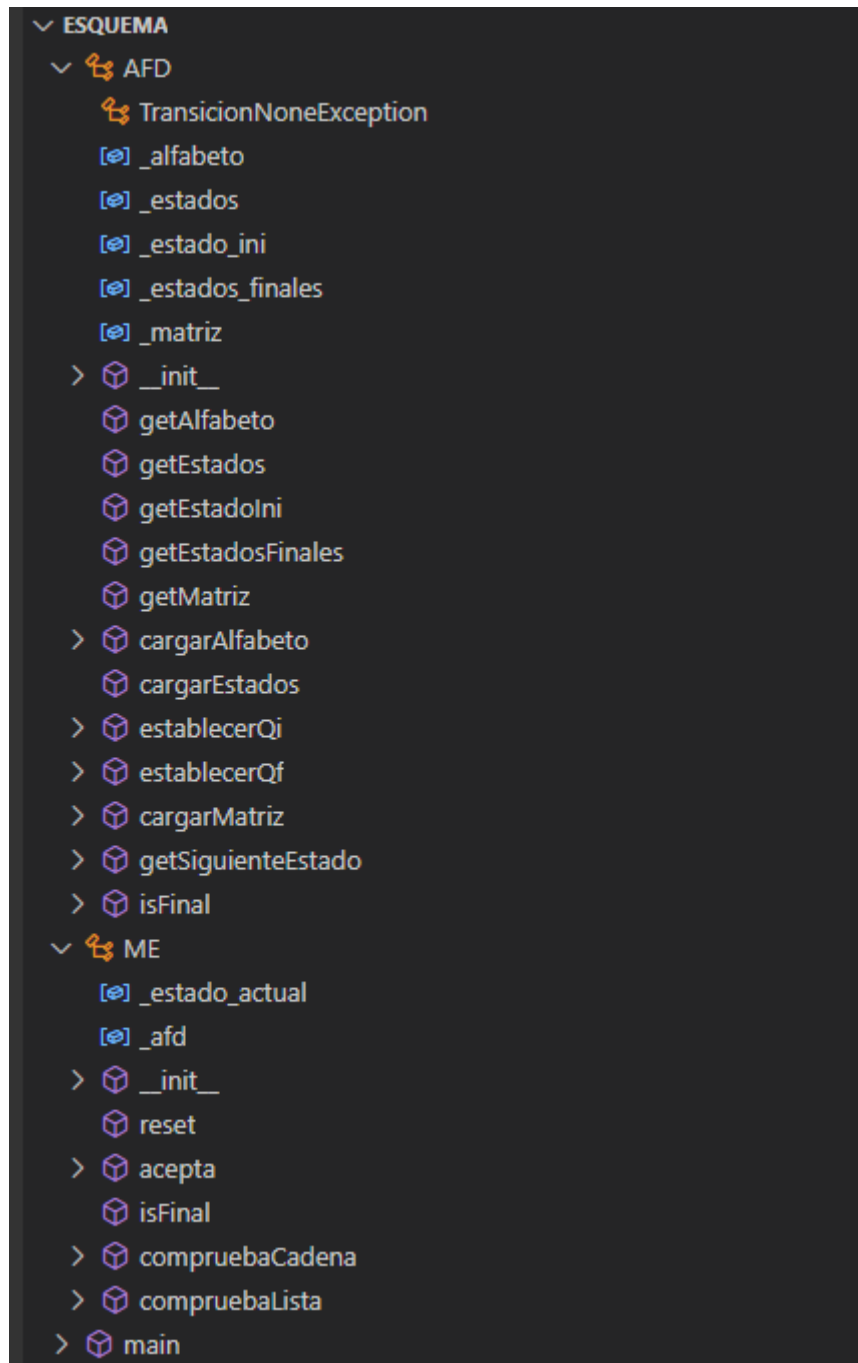 ESQUEMA
AFD
TransicionNoneException
_alfabeto
_estados
_estado_ini
_estados_finales
_matriz
__init__
getAlfabeto
getEstados
getEstadoIni
getEstadosFinales
getMatriz
cargarAlfabeto
cargarEstados
establecerQi
establecerQf
cargarMatriz
getSiguienteEstado
isFinal
ME
_estado_actual
_afd
__init__
reset
acepta
isFinal
compruebaCadena
compruebaLista
main